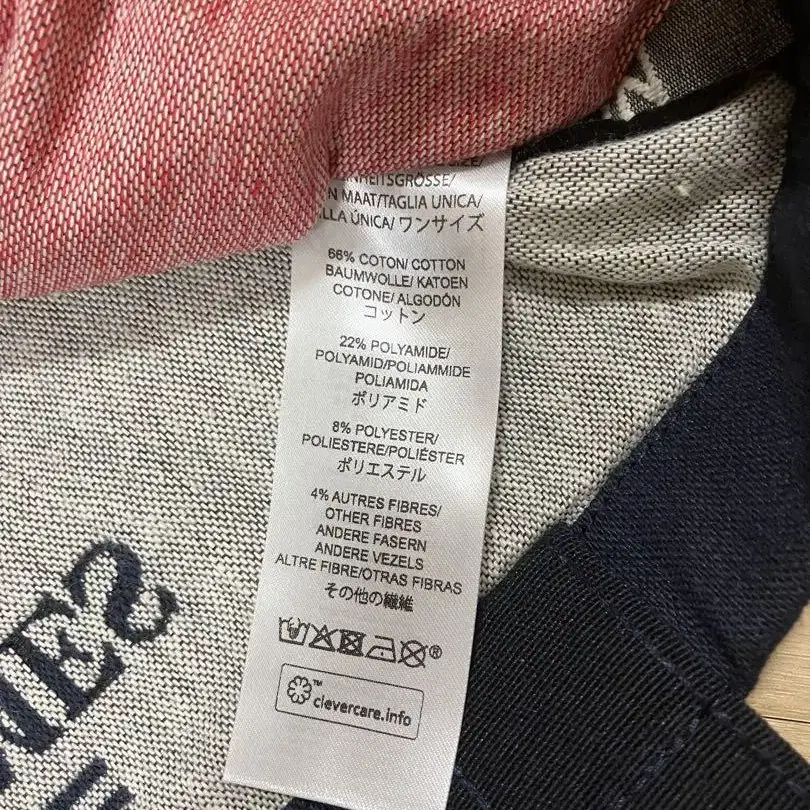 MAAT/TAGLIA UNICA/
ÚNICA/ ワンサイズ
66% COTON/ COTTON
BAUMWOLLE/ KATOEN
COTONE/ ALGODÓN
コットン
22% POLYAMIDE/
POLYAMID/POLIAMMIDE
POLIAMIDA
ポリアミド
8% POLYESTER/
POLIESTERE/POLIÉSTER
ポリエステル
4% AUTRES FIBRES/
OTHER FIBRES
ANDERE FASERN
ANDERE VEZELS
ALTRE FIBRE/OTRAS FIBRAS
その他の繊維
®
™
clevercare.info